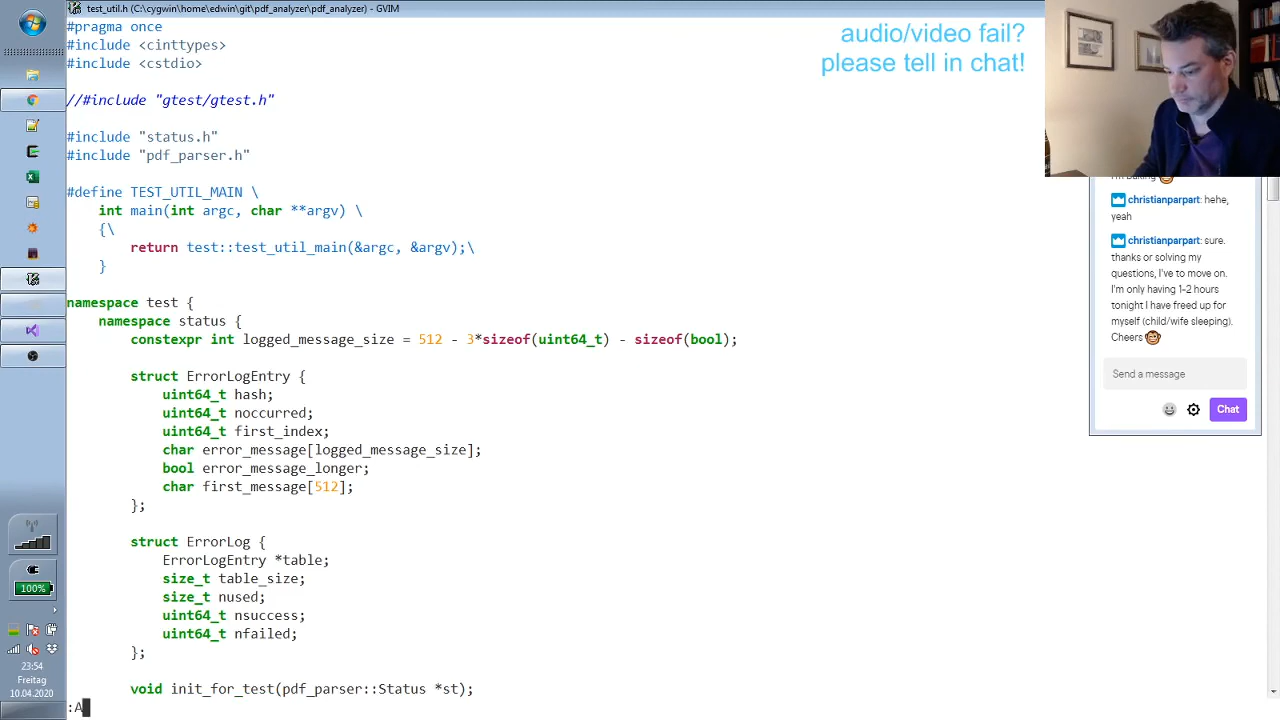 test_util.h (C:\cygwin\home\edwin\git\pdf_analyzer\pdf_analyzer) - GVIM
#pragma once
#include <cinttypes>
#include <cstdio>
//#include "gtest/gtest.h"
#include "status.h"
#include "pdf_parser.h"
#define TEST_UTIL_MAIN \
int main(int argc, char **argv) \
{\
return test::test_util_main(&argc, &argv);\
}
namespace test {
namespace status {
constexpr int logged_message_size = 512 - 3*sizeof(uint64_t) - sizeof(bool);
struct ErrorLogEntry {
uint64_t hash;
uint64_t noccurred;
uint64_t first_index;
char error_message[logged_message_size];
bool error_message_longer;
char first_message[512];
};
struct ErrorLog {
ErrorLogEntry *table;
size_t table_size;
size_t nused;
uint64_t nsuccess;
uint64_t nfailed;
};
void init_for_test(pdf_parser::Status *st);
:A
audio/video fail?
please tell in chat!
christianparpart: hehe,
yeah
christianparpart: sure.
thanks or solving my
questions, I've to move on.
I'm only having 1-2 hours
tonight I have freed up for
myself (child/wife sleeping).
Cheers
Send a message
Chat
100%
23:54
Freitag
10.04.2020